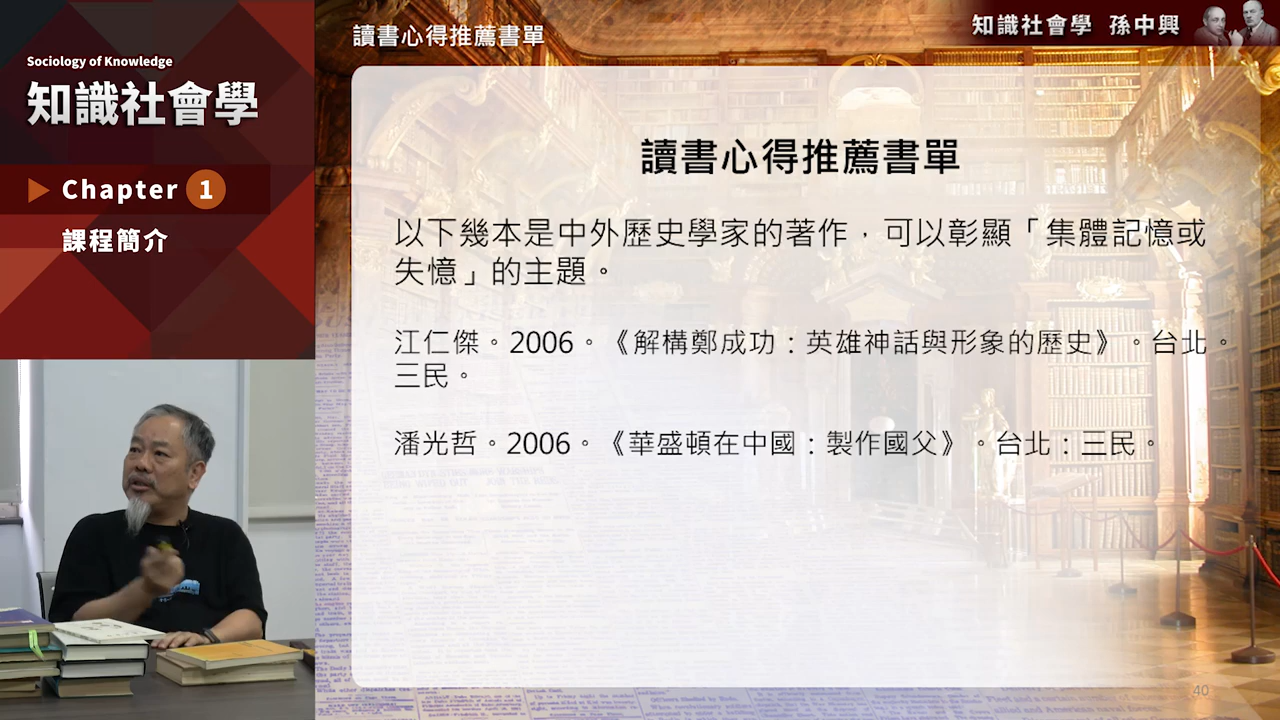 Sociology of Knowledge
知識社會學
Chapter 1
課程簡介
讀書心得推薦書單
知識社會學 孫中興
讀書心得推薦書單
以下幾本是中外歷史學家的著作，可以彰顯「集體記憶或
失憶」的主題。
江仁傑。2006。《解構鄭成功：英雄神話與形象的歷史》。台北。
三民。
潘光哲。2006。《華盛頓在中國：製作國父》。台北：三民。
40